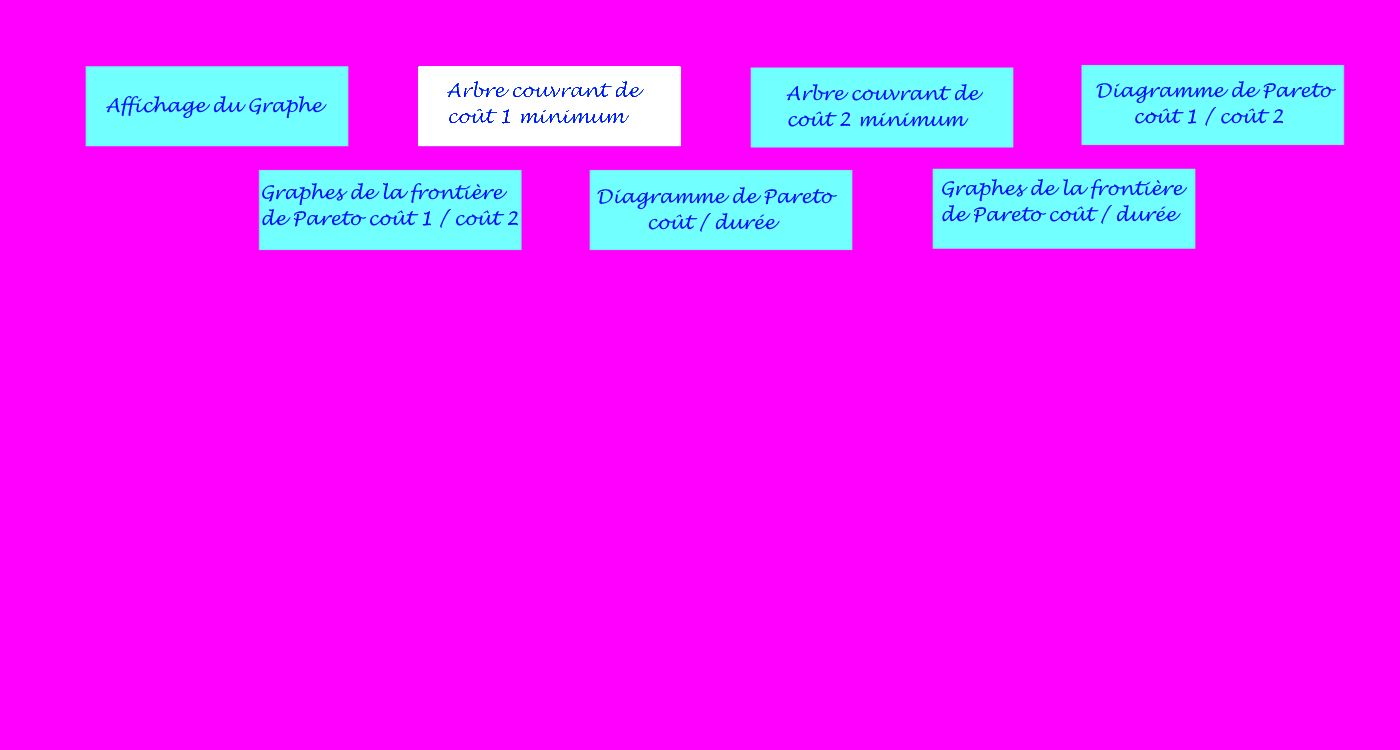 Affichage du Graphe
Arbre couvrant de
coût 1 minimum
Arbre couvrant de
coût 2 minimum
Diagramme de Pareto
coût 1 / coût 2
Graphes de la frontière
de Pareto coût 1 / coût 2
Diagramme de Pareto
coût / durée
Graphes de la frontière
de Pareto coût / durée